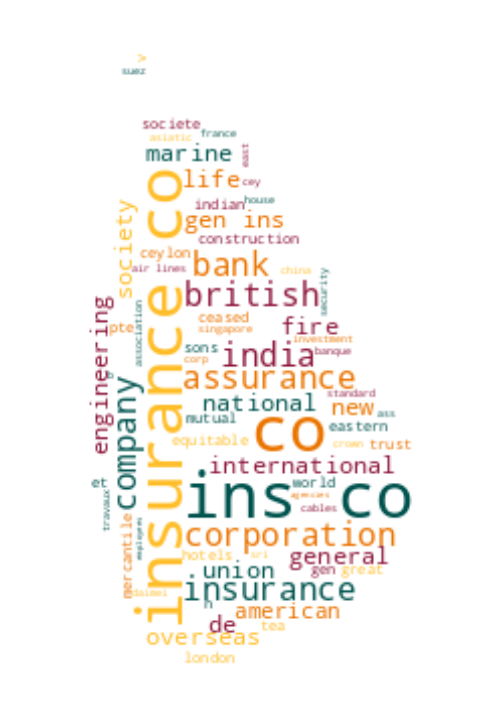 >
suez
societe
asiatic
france
marine
east
life
cey
house
indian
society
gen ins
construction
ceylon
bank
air lines
china
security
insurance co
british
engineering
pte
association
ceased
singapore
fire
investment
sons
india
banque
corp
assurance
company
national
standard
new
ass
mutual
co
eastern
equitable
crown
trust
international
et
travaux
ins co
world
agencies
cables
mercantile
employees
corporation
hotels
sri
general
union
gen
great
daimei
insurance
h
american
de
tea
overseas
london